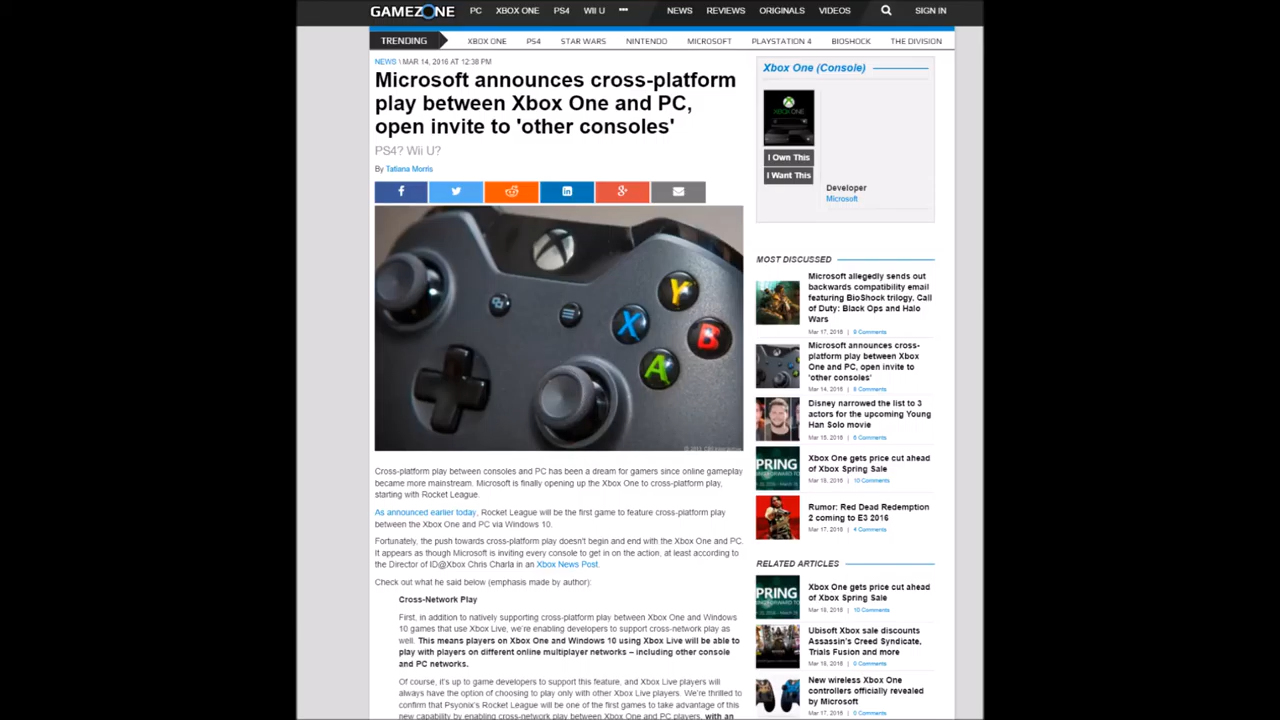 GAMEZONE PC XBOX ONE PS4 WII U ••• NEWS REVIEWS ORIGINALS VIDEOS SIGN IN
TRENDING XBOX ONE PS4 STAR WARS NINTENDO MICROSOFT PLAYSTATION 4 BIOSHOCK THE DIVISION
NEWS \ MAR 14, 2016 AT 12:38 PM
Microsoft announces cross-platform
play between Xbox One and PC,
open invite to 'other consoles'
PS4? Wii U?
By Tatiana Morris
Y
X
B
A
Cross-platform play between consoles and PC has been a dream for gamers since online gameplay
became more mainstream. Microsoft is finally opening up the Xbox One to cross-platform play,
starting with Rocket League.
As announced earlier today, Rocket League will be the first game to feature cross-platform play
between the Xbox One and PC via Windows 10.
Fortunately, the push towards cross-platform play doesn't begin and end with the Xbox One and PC.
It appears as though Microsoft is inviting every console to get in on the action, at least according to
the Director of ID@Xbox Chris Charla in an Xbox News Post.
Check out what he said below (emphasis made by author):
Cross-Network Play
First, in addition to natively supporting cross-platform play between Xbox One and Windows
10 games that use Xbox Live, we're enabling developers to support cross-network play as
well. This means players on Xbox One and Windows 10 using Xbox Live will be able to
play with players on different online multiplayer networks – including other console
and PC networks.
Of course, it's up to game developers to support this feature, and Xbox Live players will
always have the option of choosing to play only with other Xbox Live players. We're thrilled to
confirm that Psyonix's Rocket League will be one of the first games to take advantage of this
new capability by enabling cross-network play between Xbox One and PC players, with an
Xbox One (Console)
XBOX ONE
I Own This
I Want This
Developer
Microsoft
MOST DISCUSSED
Microsoft allegedly sends out
backwards compatibility email
featuring BioShock trilogy, Call
of Duty: Black Ops and Halo
Wars
Mar 17, 2016 | 9 Comments
Microsoft announces cross-
platform play between Xbox
One and PC, open invite to
'other consoles'
Mar 14, 2016 | 8 Comments
Disney narrowed the list to 3
actors for the upcoming Young
Han Solo movie
Mar 15, 2016 | 6 Comments
PRING
Xbox One gets price cut ahead
of Xbox Spring Sale
Mar 18, 2016 | 10 Comments
Rumor: Red Dead Redemption
2 coming to E3 2016
Mar 17, 2016 | 4 Comments
RELATED ARTICLES
PRING
Xbox One gets price cut ahead
of Xbox Spring Sale
Mar 18, 2016 | 10 Comments
Ubisoft Xbox sale discounts
Assassin's Creed Syndicate,
Trials Fusion and more
Mar 18, 2016 | 0 Comments
New wireless Xbox One
controllers officially revealed
by Microsoft
Mar 17, 2016 | 0 Comments